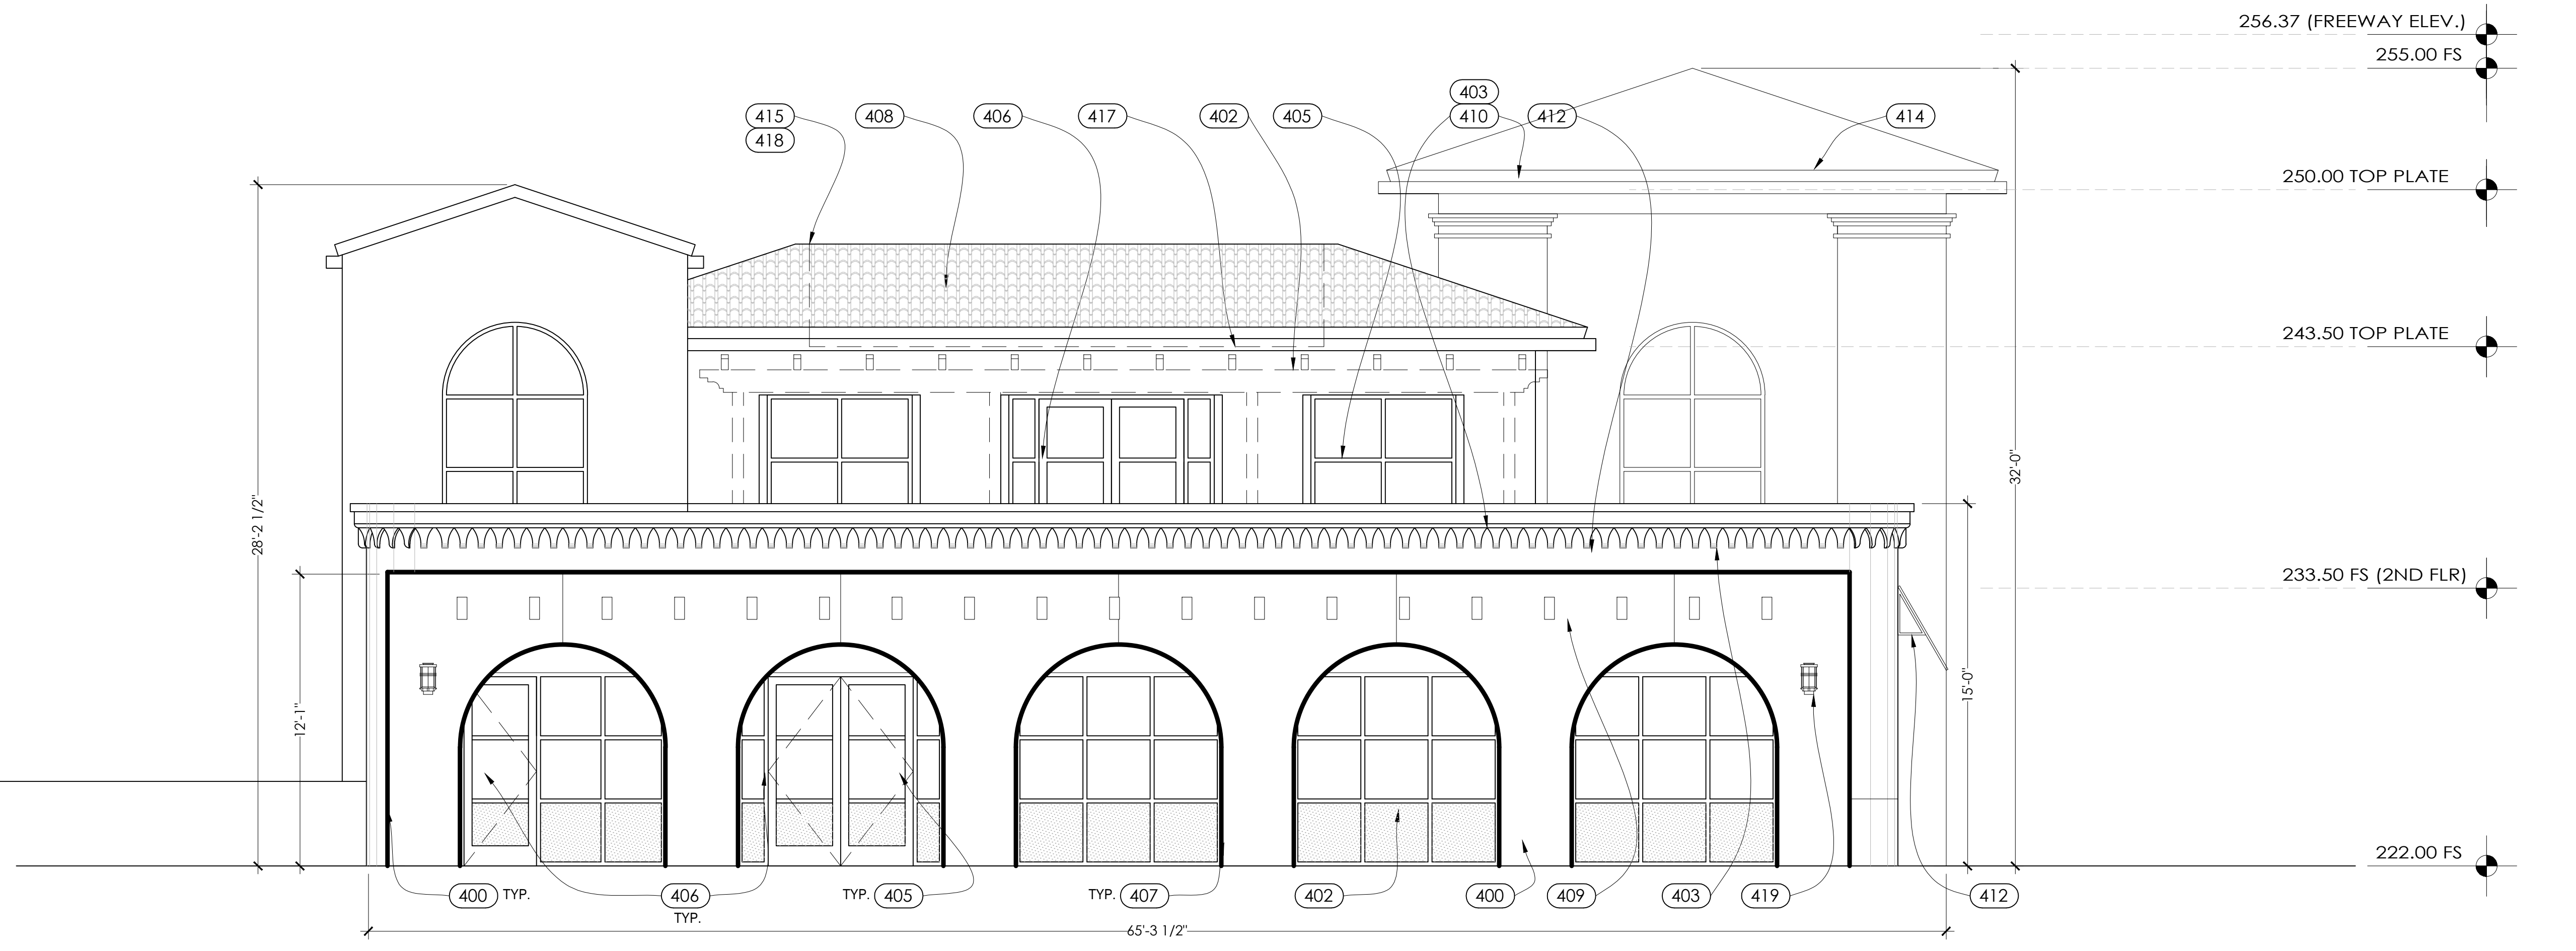 256.37 (FREEWAY ELEV.)
255.00 FS
403
415
408
406
417
402
405
410
412
414
418
250.00 TOP PLATE
243.50 TOP PLATE
32'-0"
28'-2 1/2"
233.50 FS (2ND FLR)
15'-0"
12'-1"
222.00 FS
400 TYP.
406
TYP.
TYP. 405
TYP. 407
402
400
409
403
419
412
65'-3 1/2"